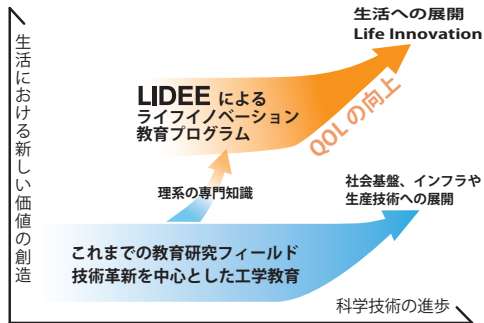 生活への展開
Life Innovation
生活における新しい価値の創造
LIDEE による
ライフイノベーション
教育プログラム
QOLの向上
理系の専門知識
社会基盤、インフラや
生産技術への展開
これまでの教育研究フィールド
技術革新を中心とした工学教育
科学技術の進歩